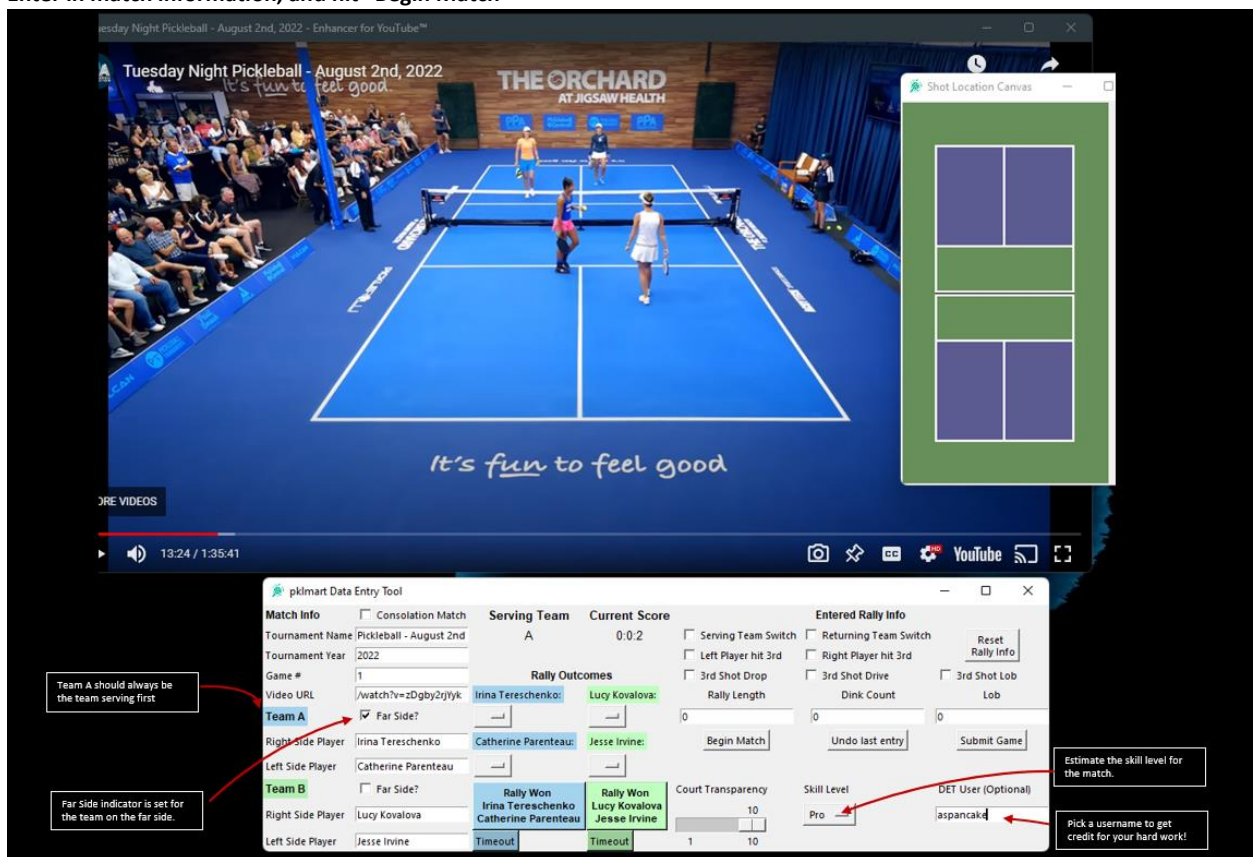 Enter in match information, and hit "Begin Match"
uesday Night Pickleball - August 2nd, 2022 - Enhancer for YouTube™
Tuesday Night Pickleball - August 2nd, 2022
It's fun to feel good.
THE ORCHARD
AT JIGSAW HEALTH
PPA
PPA
PPA
Shot Location Canvas
PICKLEBALL
VULCAN
It's fun to feel good
ORE VIDEOS
13:24 / 1:35:41
CC
HD
YouTube
pklmart Data Entry Tool
Match Info
Consolation Match
Serving Team
Current Score
Entered Rally Info
Tournament Name
Pickleball - August 2nd
A
0:0:2
Serving Team Switch
Returning Team Switch
Reset
Rally Info
Tournament Year
2022
Left Player hit 3rd
Right Player hit 3rd
Game #
1
Rally Outcomes
3rd Shot Drop
3rd Shot Drive
3rd Shot Lob
Team A should always be
the team serving first
Video URL
/watch?v=zDgby2rjYyk
Irina Tereschenko:
Lucy Kovalova:
Rally Length
Dink Count
Lob
Team A
Far Side?
0
0
0
Right Side Player
Irina Tereschenko
Catherine Parenteau:
Jesse Irvine:
Begin Match
Undo last entry
Submit Game
Left Side Player
Catherine Parenteau
Estimate the skill level for
the match.
Team B
Far Side?
Rally Won
Irina Tereschenko
Catherine Parenteau
Rally Won
Lucy Kovalova
Jesse Irvine
Court Transparency
Skill Level
DET User (Optional)
Far Side indicator is set for
the team on the far side.
Right Side Player
Lucy Kovalova
10
Pro
aspancake
Pick a username to get
credit for your hard work!
Left Side Player
Jesse Irvine
Timeout
Timeout
1
10